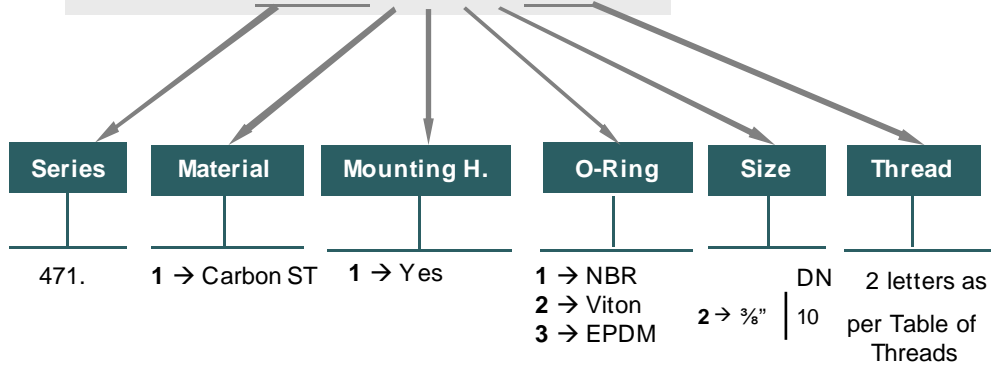 Series Material Mounting H. O-Ring Size Thread
471.
1 → Carbon ST
1 → Yes
1 → NBR
2 → Viton
3 → EPDM
DN
2 → ⅜" 10
2 letters as
per Table of
Threads